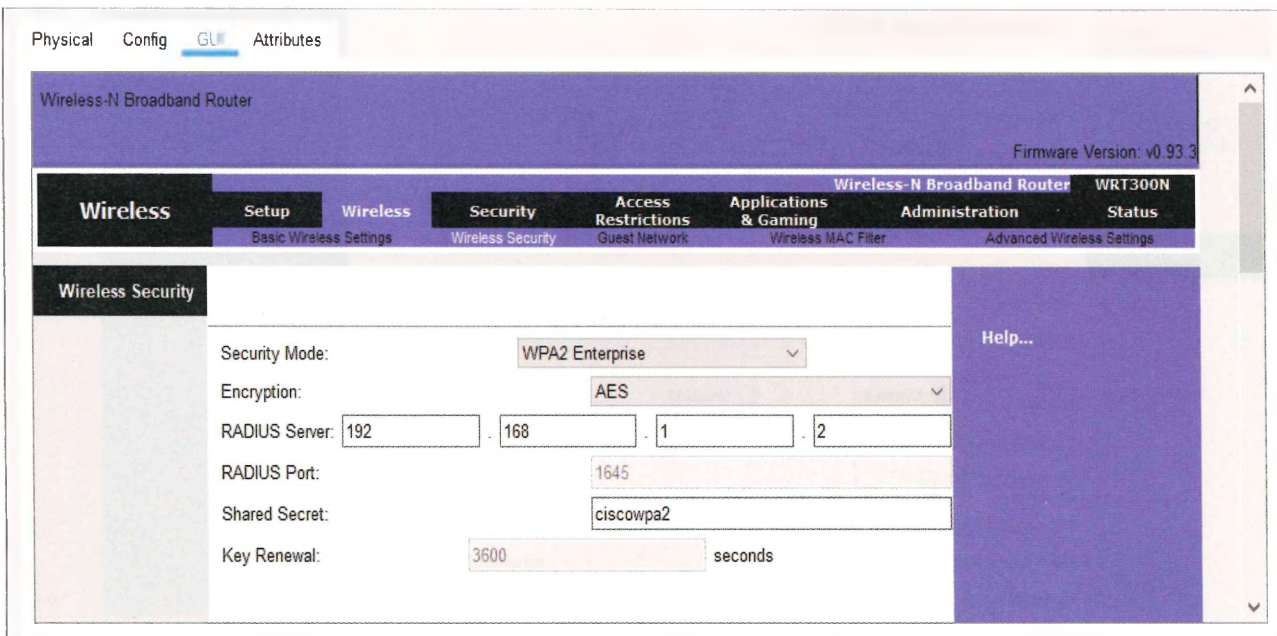 Physical Config GUI Attributes
Wireless-N Broadband Router
Firmware Version: v0.93.3
Wireless-N Broadband Router WRT300N
Wireless Setup Wireless Security Access Restrictions Applications & Gaming Administration Status
Basic Wireless Settings Wireless Security Guest Network Wireless MAC Filter Advanced Wireless Settings
Wireless Security
Help...
Security Mode: WPA2 Enterprise
Encryption: AES
RADIUS Server: 192 . 168 . 1 . 2
RADIUS Port: 1645
Shared Secret: ciscowpa2
Key Renewal: 3600 seconds